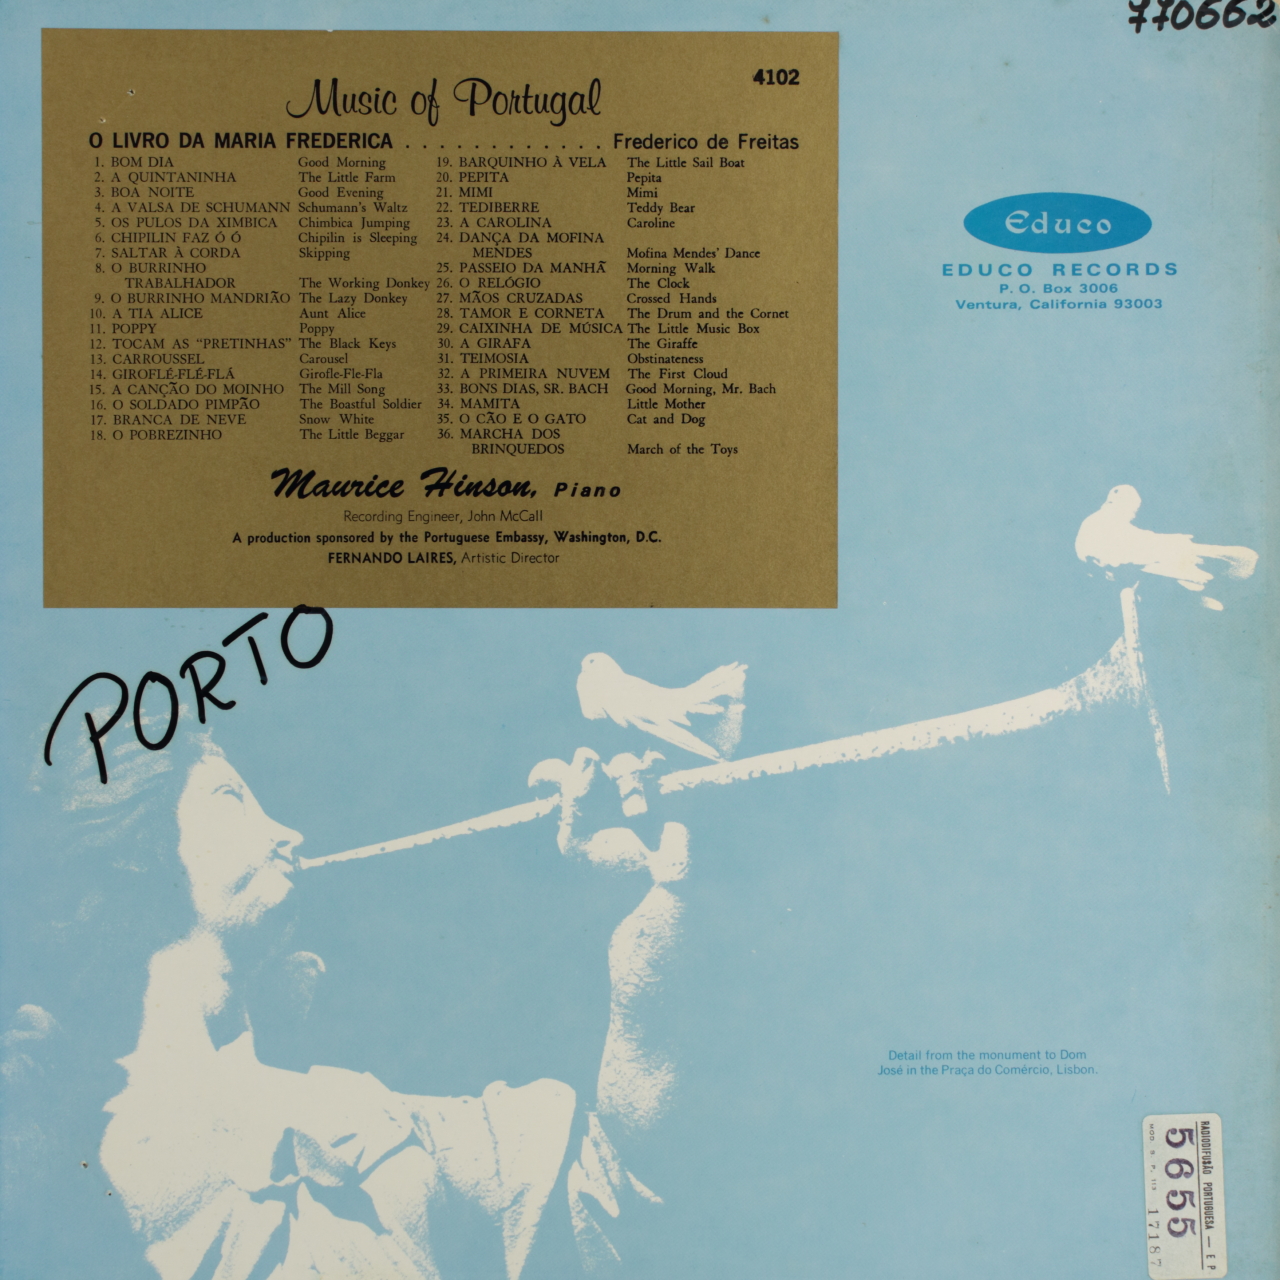 770662
4102
Music of Portugal
O LIVRO DA MARIA FREDERICA . . . . . . . . . . . . Frederico de Freitas
1. BOM DIA Good Morning
2. A QUINTANINHA The Little Farm
3. BOA NOITE Good Evening
4. A VALSA DE SCHUMANN Schumann's Waltz
5. OS PULOS DA XIMBICA Chimbica Jumping
6. CHIPILIN FAZ Ó Ó Chipilin is Sleeping
7. SALTAR À CORDA Skipping
8. O BURRINHO
TRABALHADOR The Working Donkey
9. O BURRINHO MANDRIÃO The Lazy Donkey
10. A TIA ALICE Aunt Alice
11. POPPY Poppy
12. TOCAM AS “PRETINHAS” The Black Keys
13. CARROUSSEL Carousel
14. GIROFLÉ-FLÉ-FLÁ Girofle-Fle-Fla
15. A CANÇÃO DO MOINHO The Mill Song
16. O SOLDADO PIMPÃO The Boastful Soldier
17. BRANCA DE NEVE Snow White
18. O POBREZINHO The Little Beggar
19. BARQUINHO À VELA The Little Sail Boat
20. PEPITA Pepita
21. MIMI Mimi
22. TEDIBERRE Teddy Bear
23. A CAROLINA Caroline
24. DANÇA DA MOFINA
MENDES Mofina Mendes' Dance
25. PASSEIO DA MANHÃ Morning Walk
26. O RELÓGIO The Clock
27. MÃOS CRUZADAS Crossed Hands
28. TAMOR E CORNETA The Drum and the Cornet
29. CAIXINHA DE MÚSICA The Little Music Box
30. A GIRAFA The Giraffe
31. TEIMOSIA Obstinateness
32. A PRIMEIRA NUVEM The First Cloud
33. BONS DIAS, SR. BACH Good Morning, Mr. Bach
34. MAMITA Little Mother
35. O CÃO E O GATO Cat and Dog
36. MARCHA DOS
BRINQUEDOS March of the Toys
Maurice Hinson, Piano
Recording Engineer, John McCall
A production sponsored by the Portuguese Embassy, Washington, D.C.
FERNANDO LAIRES, Artistic Director
Educo
EDUCO RECORDS
P. O. Box 3006
Ventura, California 93003
PORTO
Detail from the monument to Dom
José in the Praça do Comércio, Lisbon.
RADIODIFUSÃO PORTUGUESA — E P
5655
MOD. R. P. 113 17187